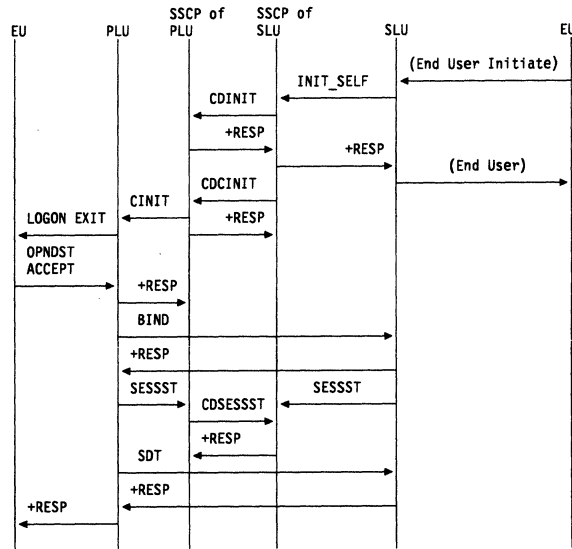 SSCP of SSCP of
EU PLU PLU SLU SLU EU
(End User Initiate)
INIT_SELF
CDINIT
+RESP
+RESP
(End User)
CDCINIT
CINIT
+RESP
LOGON EXIT
OPNDST
ACCEPT
+RESP
BIND
+RESP
SESSST SESSST
CDSESSST
+RESP
SDT
+RESP
+RESP